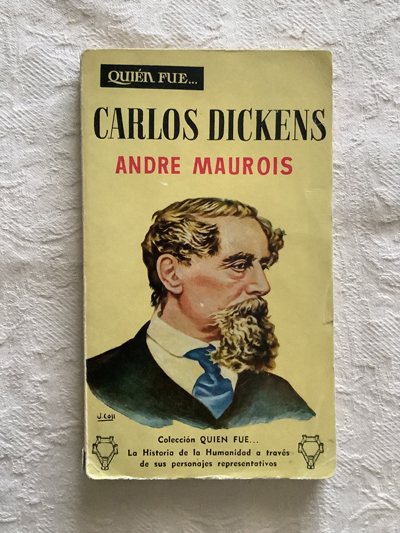 QUIÉN FUE...
CARLOS DICKENS
ANDRE MAUROIS
J. Coll
Colección QUIEN FUE...
La Historia de la Humanidad a través
de sus personajes representativos